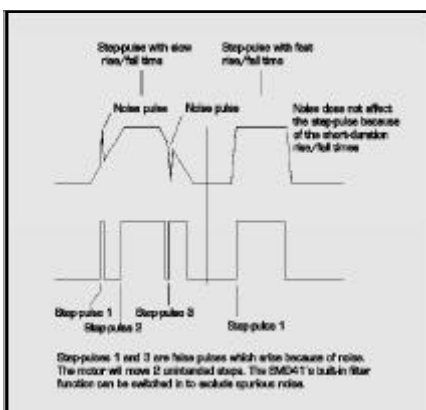 Step-pulse with slow
rise/fall time
Step-pulse with fast
rise/fall time
Noise pulse
Noise pulse
Noise does not affect
the step-pulse because
of the short-duration
rise/fall times
Step-pulse 1
Step-pulse 2
Step-pulse 3
Step-pulse 1
Step-pulses 1 and 3 are false pulses which arise because of noise.
The motor will move 2 unintended steps. The SMD41's built-in filter
function can be switched in to exclude spurious noise.